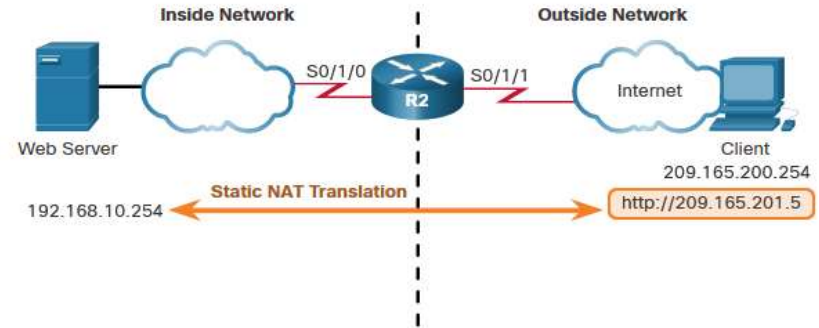 Inside Network
Outside Network
S0/1/0
S0/1/1
R2
Internet
Web Server
Client
209.165.200.254
Static NAT Translation
192.168.10.254
http://209.165.201.5